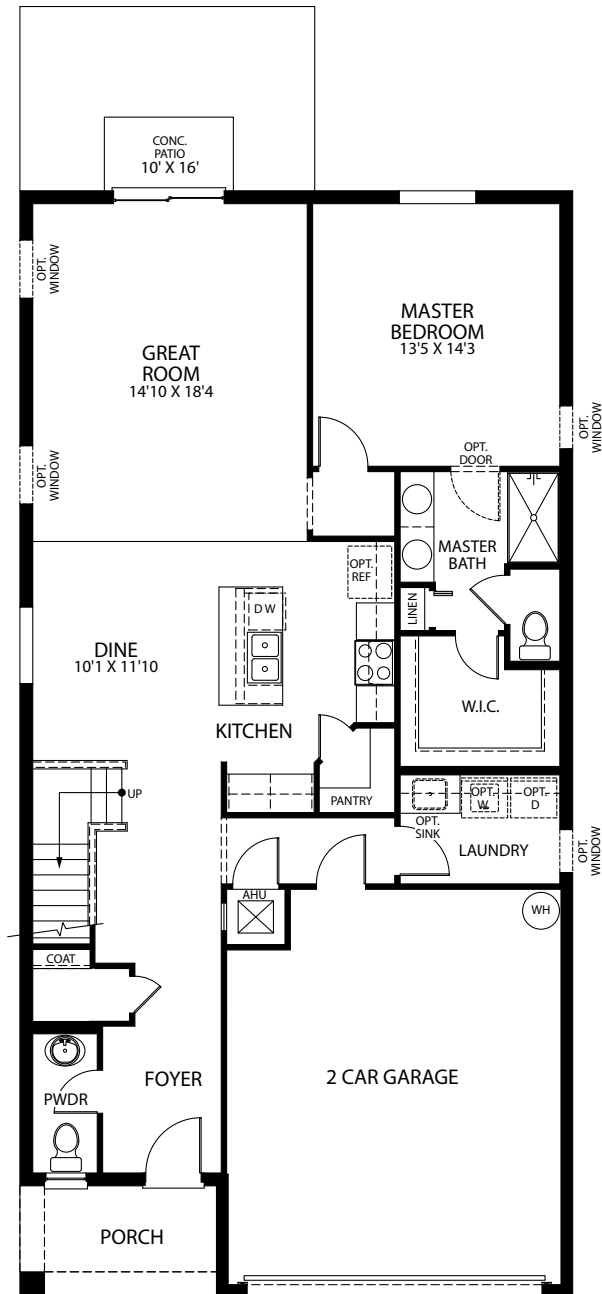 CONC.
PATIO
10' X 16'
OPT.
WINDOW
GREAT
ROOM
14'10 X 18'4
MASTER
BEDROOM
13'5 X 14'3
OPT.
WINDOW
OPT.
WINDOW
OPT.
DOOR
MASTER
BATH
OPT.
REF
LINEN
DW
DINE
10'1 X 11'10
KITCHEN
W.I.C.
UP
PANTRY
OPT.
W
OPT.
D
OPT.
SINK
LAUNDRY
OPT.
WINDOW
AHU
WH
COAT
FOYER
2 CAR GARAGE
PWDR
PORCH